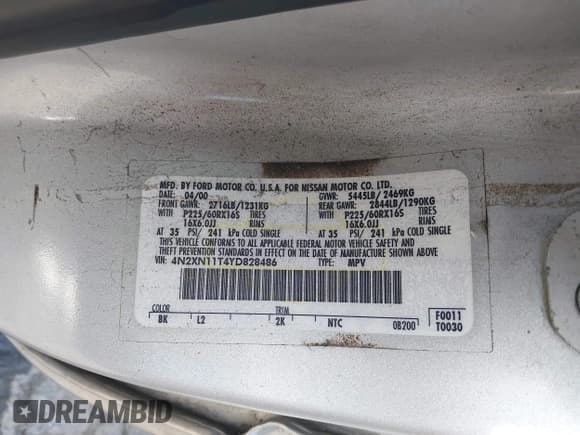 MFD. BY FORD MOTOR CO. U.S.A. FOR NISSAN MOTOR CO. LTD.
DATE: 04/00 GVWR: 5445LB/ 2469KG
FRONT GAWR: 2716LB/1231KG REAR GAWR: 2844LB/1290KG
WITH P225/60RX16S TIRES WITH P225/60RX16S TIRES
16X6.0JJ RIMS 16X6.0JJ RIMS
AT 35 PSI/ 241 kPa COLD SINGLE AT 35 PSI/ 241 kPa COLD SINGLE
THIS VEHICLE CONFORMS TO ALL APPLICABLE FEDERAL MOTOR VEHICLE SAFETY AND
THEFT PREVENTION STANDARDS IN EFFECT ON THE DATE OF MANUFACTURE SHOWN ABOVE.
VIN: 4N2XN11T4YD828486 TYPE: MPV
COLOR TRIM
BK L2 2K NTC 0B200 F0011
T0030
DREAMBID